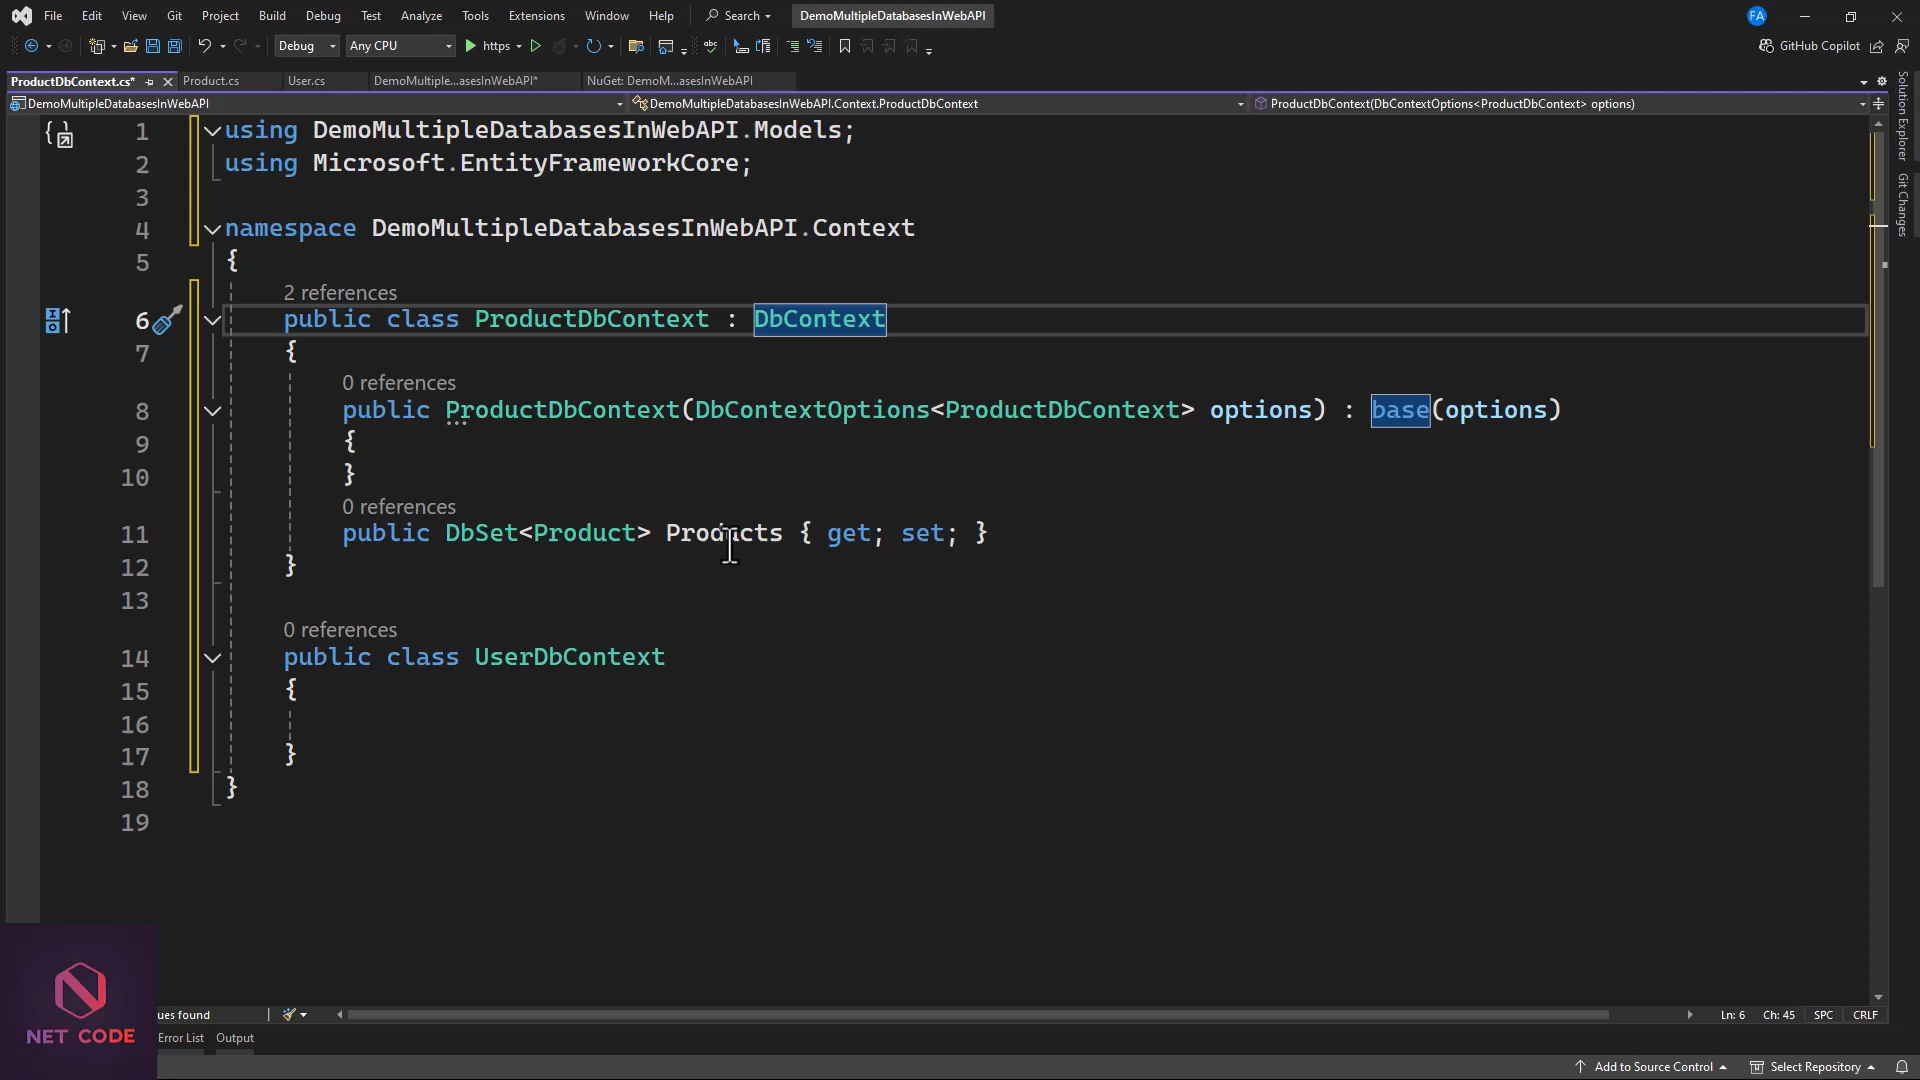 File Edit View Git Project Build Debug Test Analyze Tools Extensions Window Help Search DemoMultipleDatabasesInWebAPI FA
Debug Any CPU https GitHub Copilot
ProductDbContext.cs* Product.cs User.cs DemoMultiple...asesInWebAPI* NuGet: DemoM...asesInWebAPI
DemoMultipleDatabasesInWebAPI DemoMultipleDatabasesInWebAPI.Context.ProductDbContext ProductDbContext(DbContextOptions<ProductDbContext> options)
1 using DemoMultipleDatabasesInWebAPI.Models;
2 using Microsoft.EntityFrameworkCore;
3
4 namespace DemoMultipleDatabasesInWebAPI.Context
5 {
2 references
6 public class ProductDbContext : DbContext
7 {
0 references
8 public ProductDbContext(DbContextOptions<ProductDbContext> options) : base(options)
9 {
10 }
0 references
11 public DbSet<Product> Products { get; set; }
12 }
13
0 references
14 public class UserDbContext
15 {
16
17 }
18 }
19
Solution Explorer
Git Changes
NET CODE
ues found Ln: 6 Ch: 45 SPC CRLF
Error List Output
Add to Source Control Select Repository